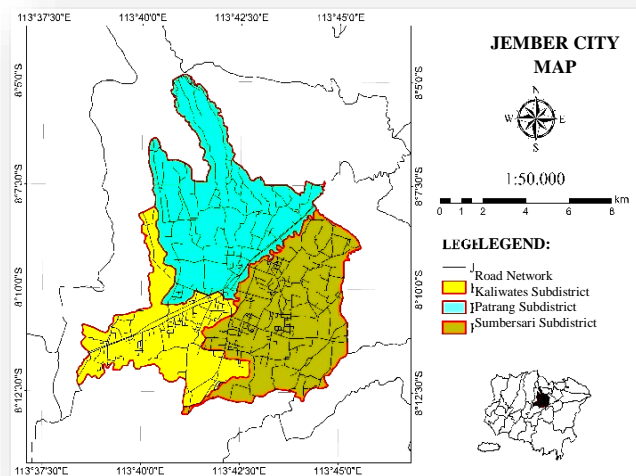 113°37'30"E 113°40'0"E 113°42'30"E 113°45'0"E
8°5'0"S 8°5'0"S
8°7'30"S 8°7'30"S
8°10'0"S 8°10'0"S
8°12'30"S 8°12'30"S
113°37'30"E 113°40'0"E 113°42'30"E 113°45'0"E
JEMBER CITY
MAP
N
W E
S
1:50.000
0 1 2 4 6 8 km
LEGELEGEND:
Road Network
Kaliwates Subdistrict
Patrang Subdistrict
Sumbersari Subdistrict